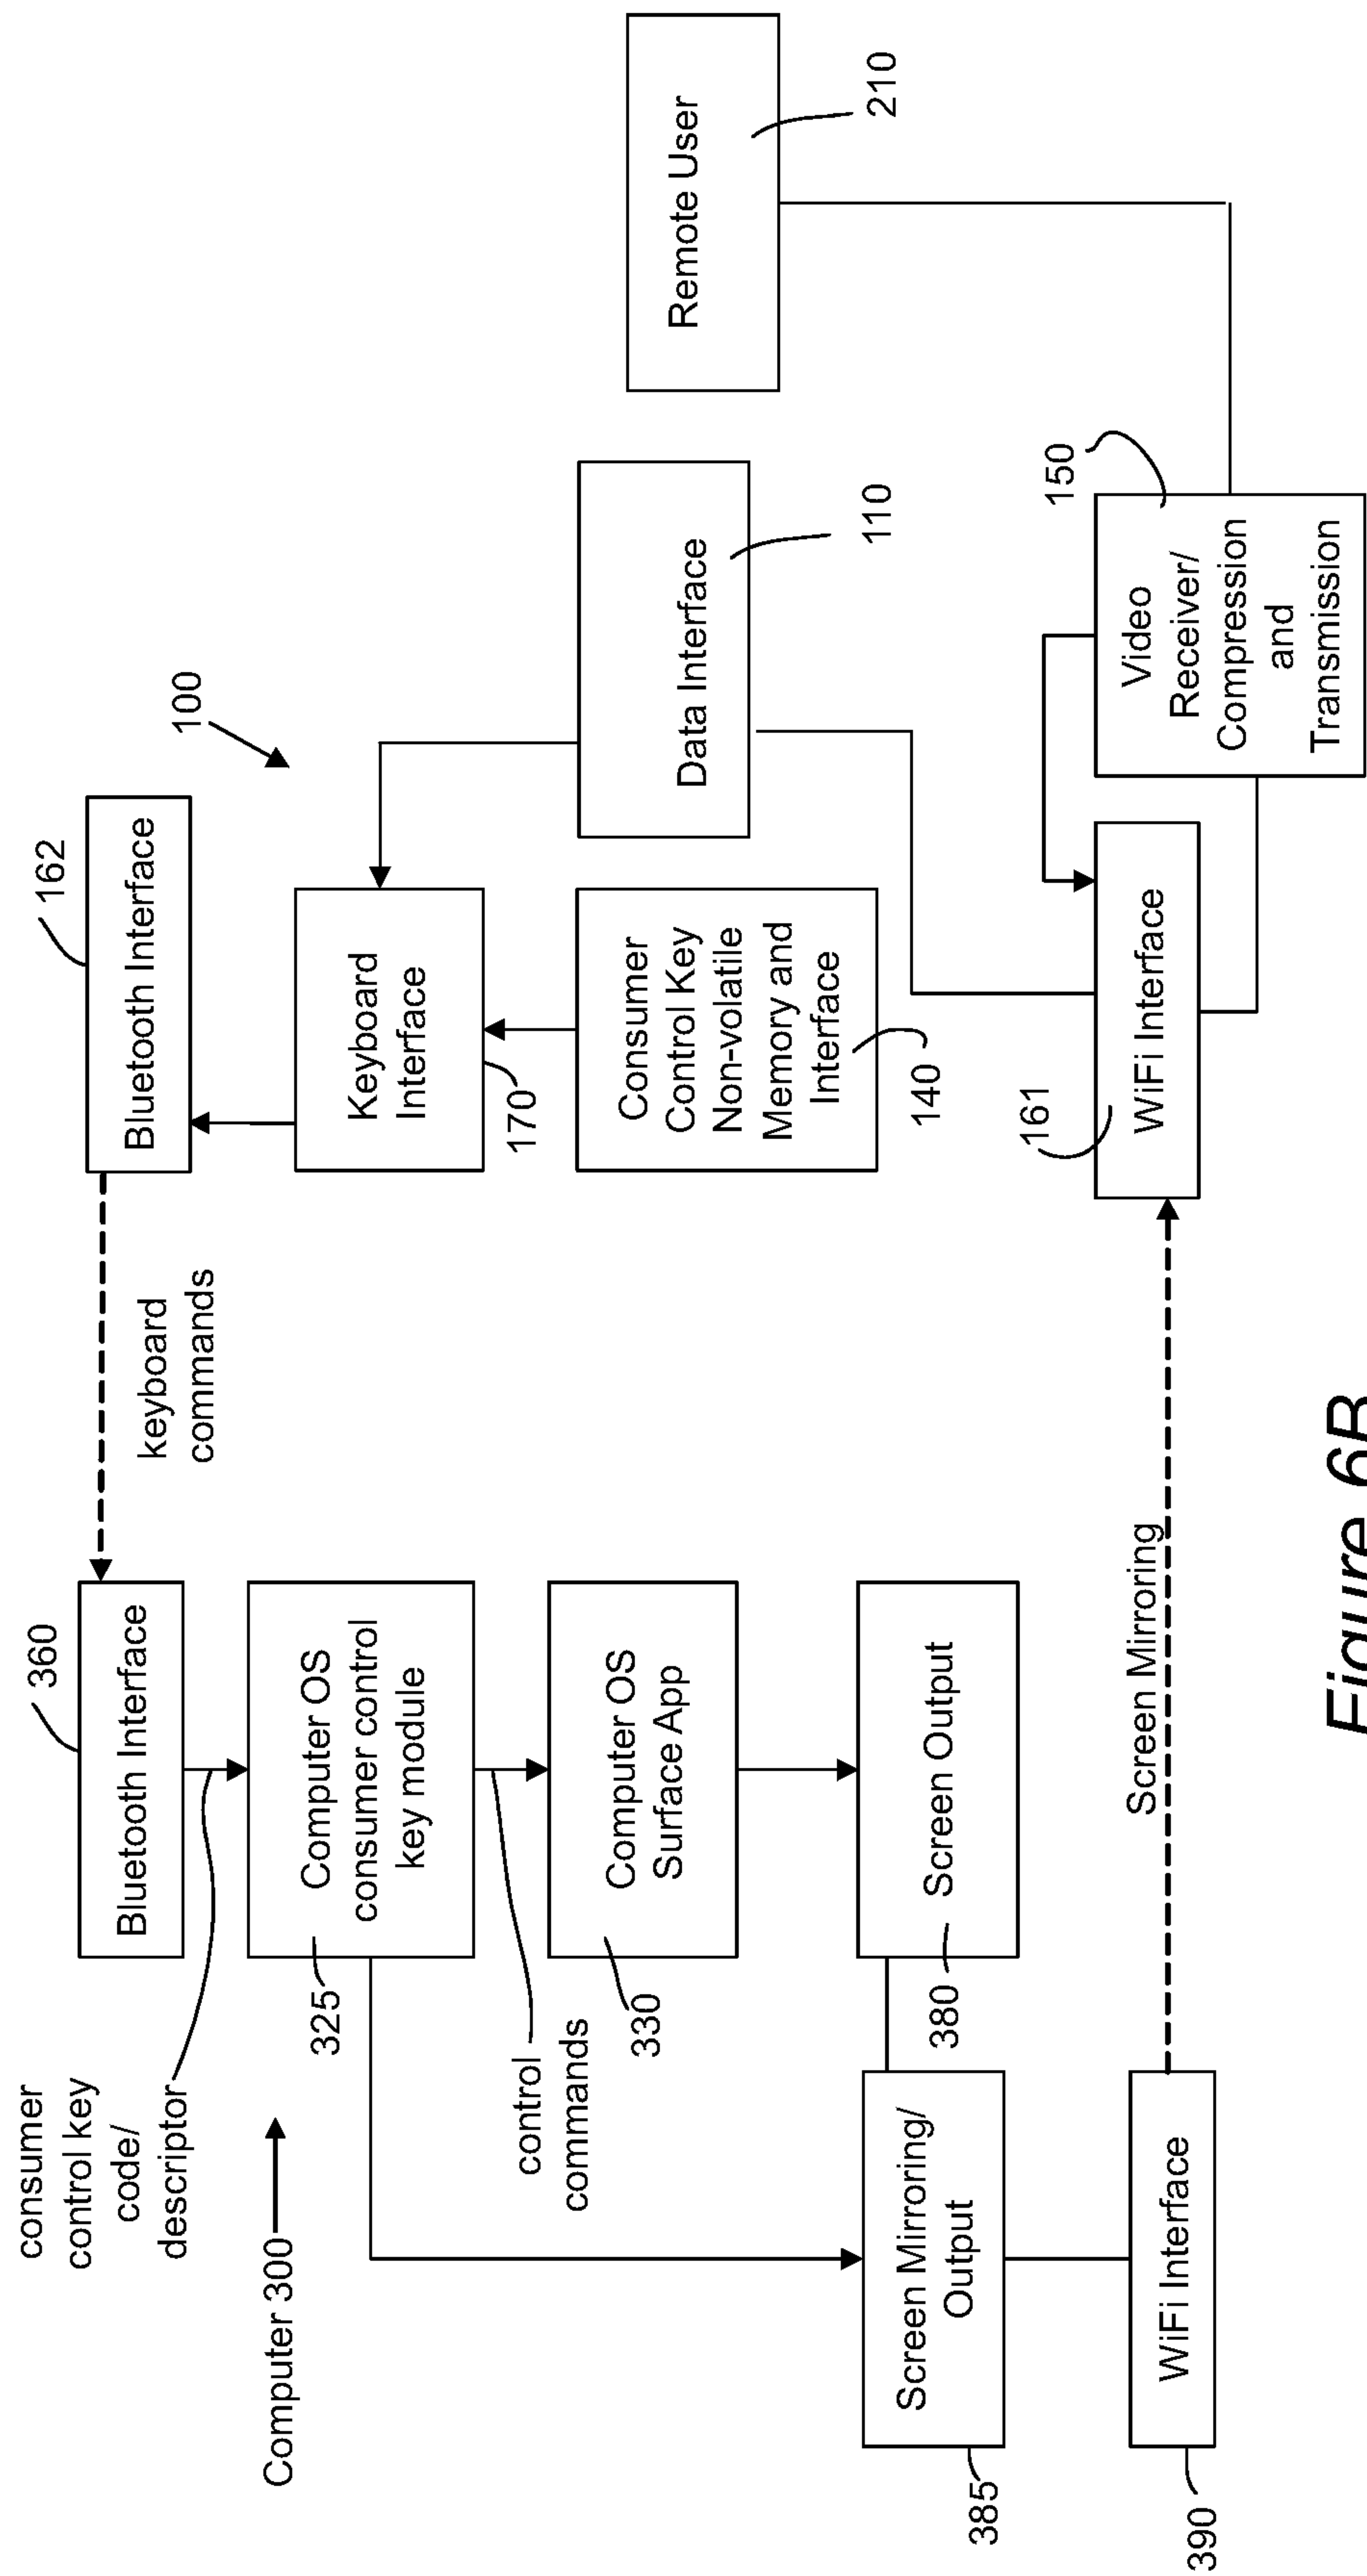 consumer
control key
code/
descriptor
Computer 300
360
Bluetooth Interface
Computer OS
consumer control
key module
325
control
commands
Computer OS
Surface App
330
Screen Output
380
Screen Mirroring/
Output
385
WiFi Interface
390
keyboard
commands
Screen Mirroring
162
Bluetooth Interface
100
Keyboard
Interface
170
Consumer
Control Key
Non-volatile
Memory and
Interface
140
Data Interface
110
161
WiFi Interface
150
Video
Receiver/
Compression
and
Transmission
Remote User
210
Figure 6B